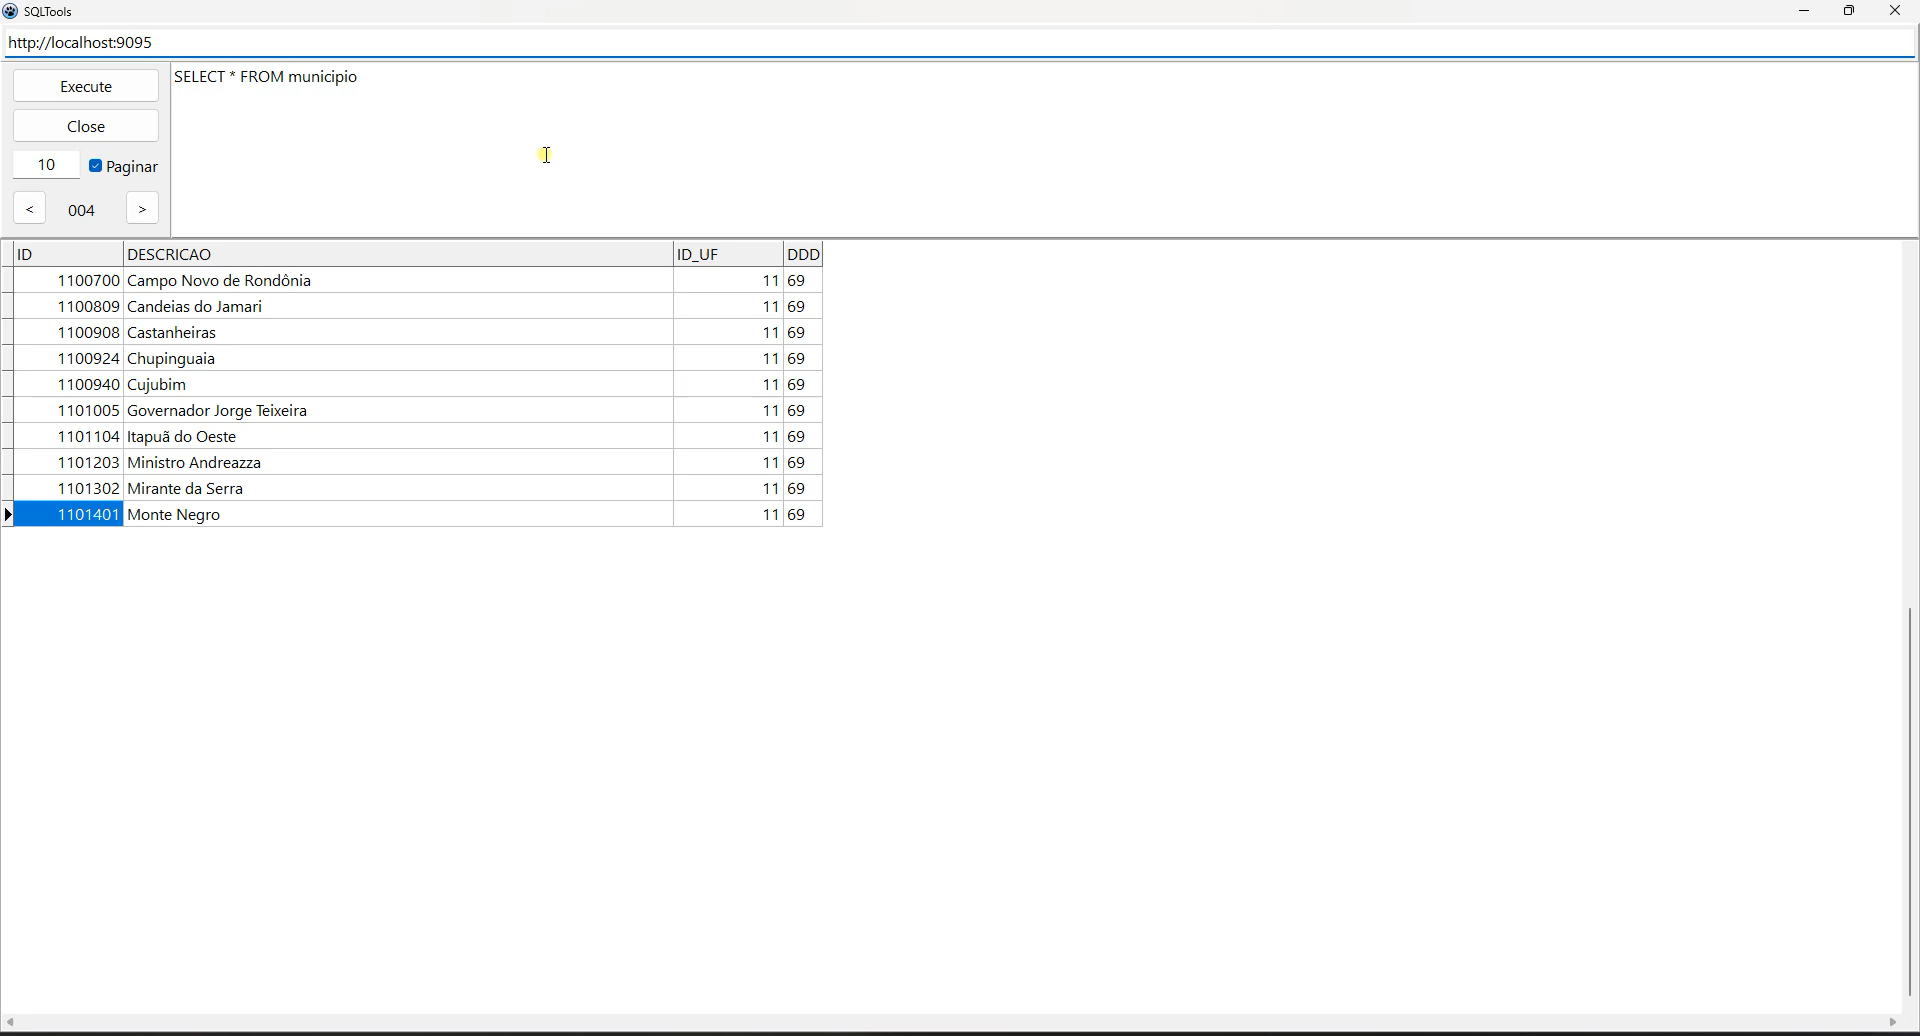 SQLTools
http://localhost:9095
Execute
SELECT * FROM municipio
Close
10 Paginar
< 004 >
ID DESCRICAO ID_UF DDD
1100700 Campo Novo de Rondônia 11 69
1100809 Candeias do Jamari 11 69
1100908 Castanheiras 11 69
1100924 Chupinguaia 11 69
1100940 Cujubim 11 69
1101005 Governador Jorge Teixeira 11 69
1101104 Itapuã do Oeste 11 69
1101203 Ministro Andreazza 11 69
1101302 Mirante da Serra 11 69
1101401 Monte Negro 11 69